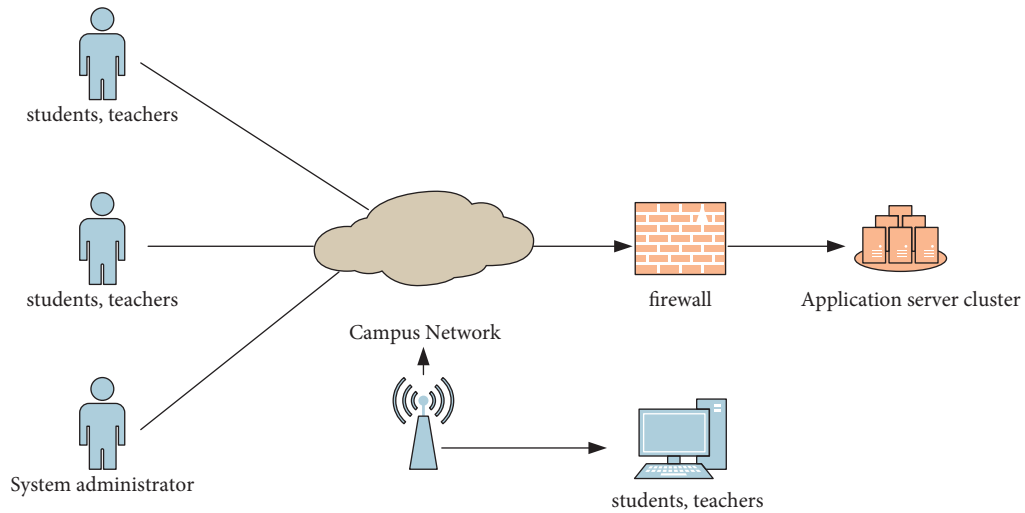 students, teachers
students, teachers
firewall
Application server cluster
Campus Network
System administrator
students, teachers